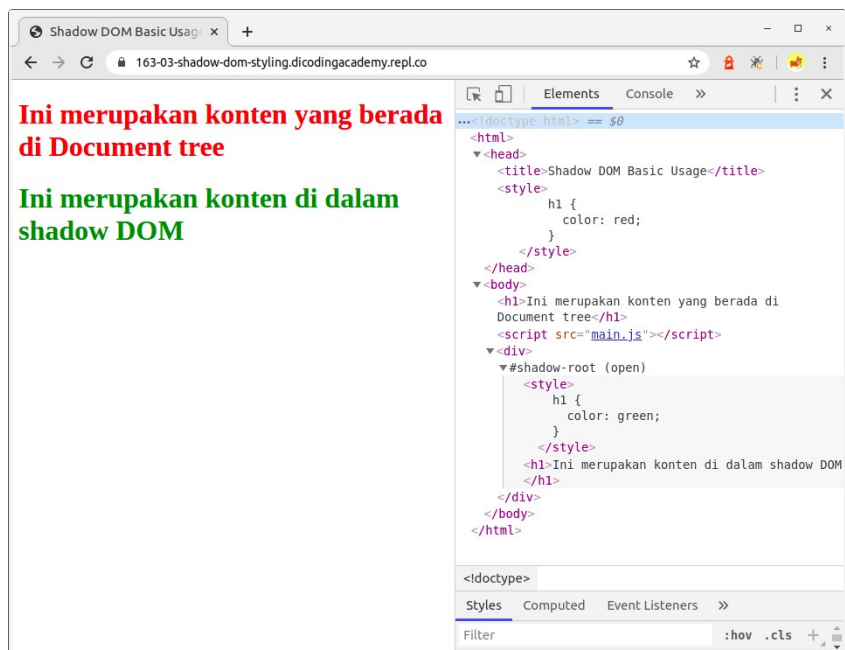 Shadow DOM Basic Usage
163-03-shadow-dom-styling.dicodingacademy.repl.co
Ini merupakan konten yang berada
di Document tree
Ini merupakan konten di dalam
shadow DOM
Elements Console »
...<!doctype html> == $0
<html>
<head>
<title>Shadow DOM Basic Usage</title>
<style>
h1 {
color: red;
}
</style>
</head>
<body>
<h1>Ini merupakan konten yang berada di
Document tree</h1>
<script src="main.js"></script>
<div>
#shadow-root (open)
<style>
h1 {
color: green;
}
</style>
<h1>Ini merupakan konten di dalam shadow DOM
</h1>
</div>
</body>
</html>
<!doctype>
Styles Computed Event Listeners »
Filter :hov .cls +